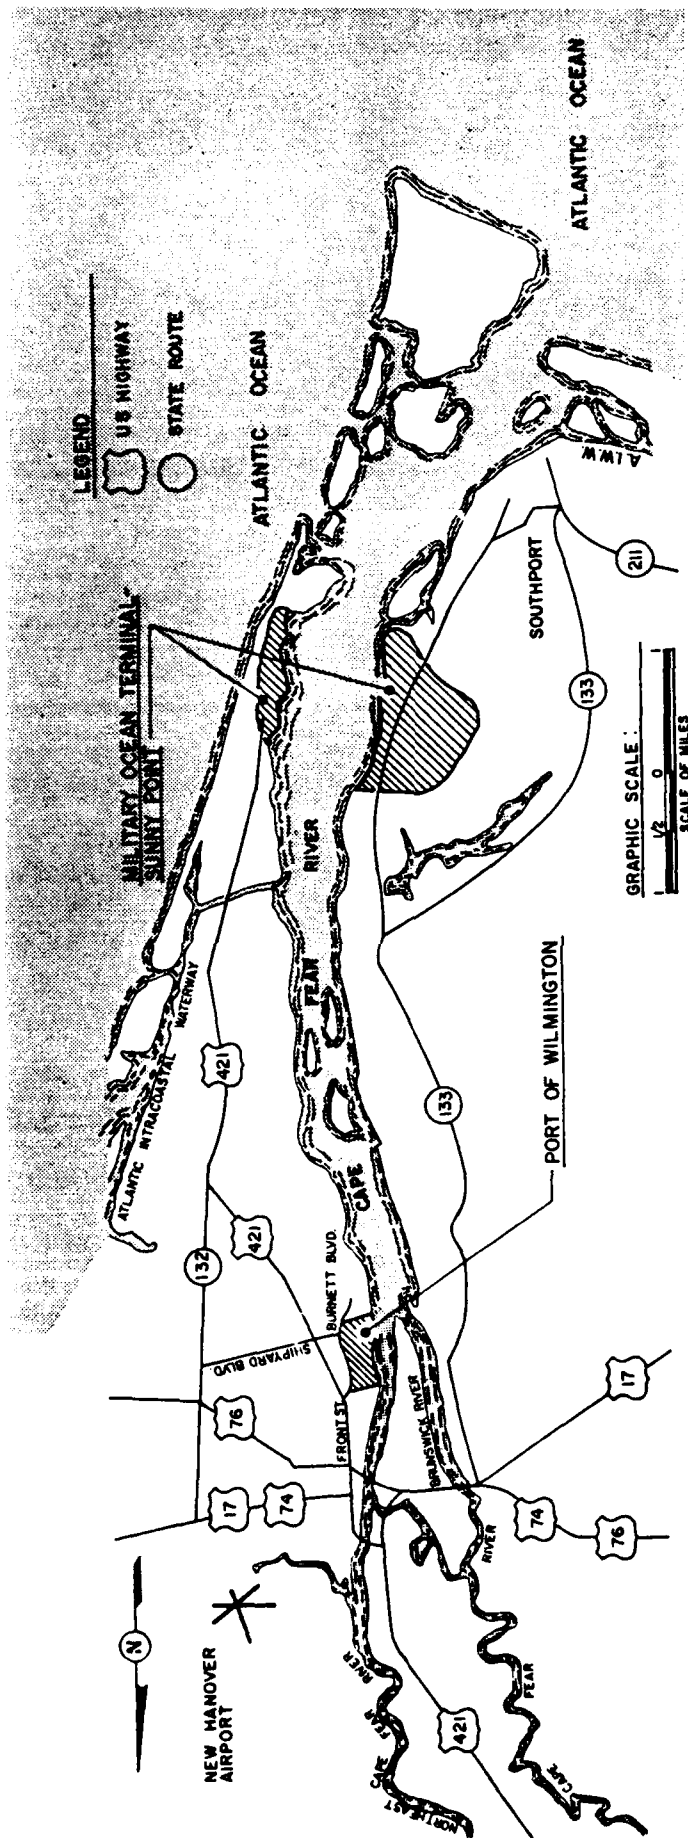 LEGEND
US HIGHWAY
STATE ROUTE
ATLANTIC OCEAN
ATLANTIC OCEAN
MILITARY OCEAN TERMINAL-
SUNNY POINT
ATLANTIC INTRACOASTAL
WATERWAY
421
132
421
SHIPYARD BLVD.
BURNETT BLVD.
FRONT ST.
76
17
74
N
NEW HANOVER
AIRPORT
NORTHEAST
CAPE
FEAR
RIVER
CAPE
FEAR
RIVER
BRUNSWICK RIVER
CAPE
FEAR
RIVER
421
74
76
17
133
133
211
SOUTHPORT
A.I.W.W.
PORT OF WILMINGTON
GRAPHIC SCALE:
1
1/2
0
1
SCALE OF MILES